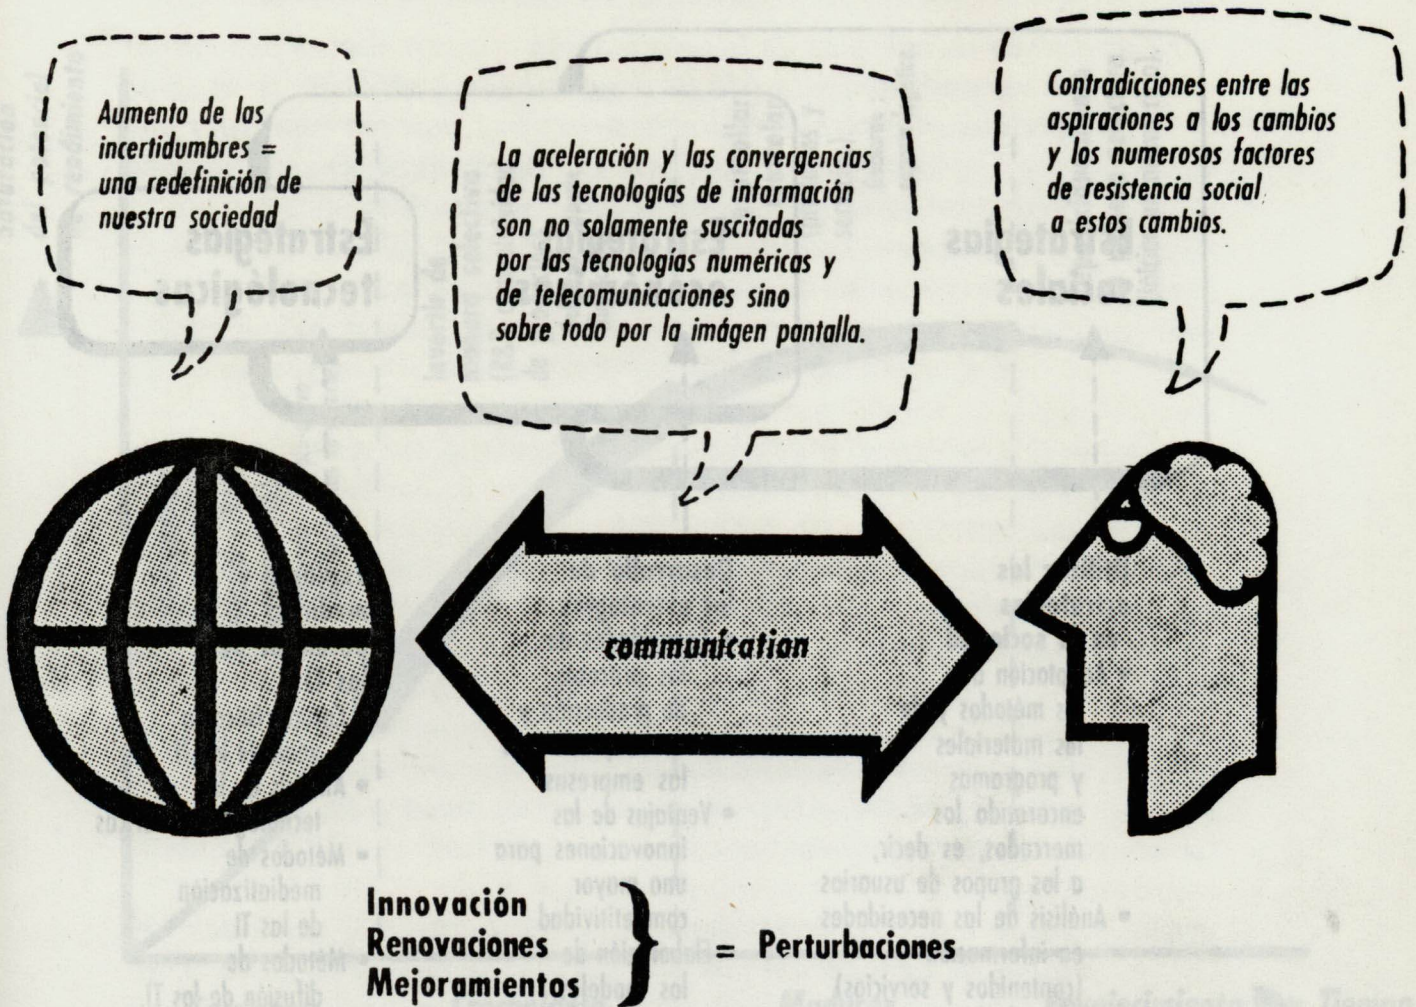 Aumento de las
incertidumbres =
una redefinición de
nuestra sociedad
La aceleración y las convergencias
de las tecnologías de información
son no solamente suscitadas
por las tecnologías numéricas y
de telecomunicaciones sino
sobre todo por la imágen pantalla.
Contradicciones entre las
aspiraciones a los cambios
y los numerosos factores
de resistencia social
a estos cambios.
communication
Innovación
Renovaciones
Mejoramientos
= Perturbaciones